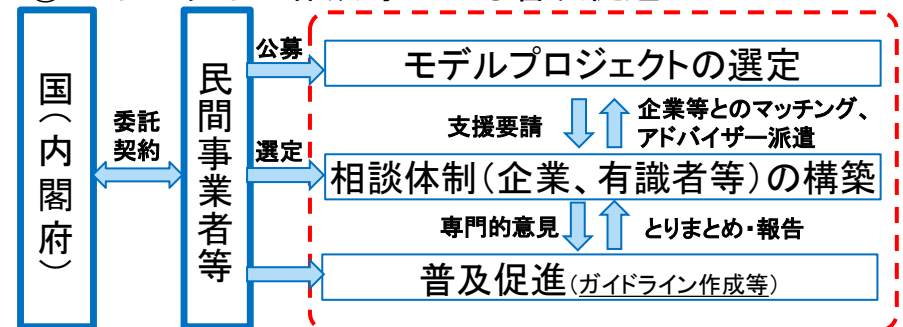 国(内閣府)
委託
契約
民間事業者等
公募
選定
モデルプロジェクトの選定
支援要請
企業等とのマッチング、
アドバイザー派遣
相談体制(企業、有識者等)の構築
専門的意見
とりまとめ・報告
普及促進(ガイドライン作成等)